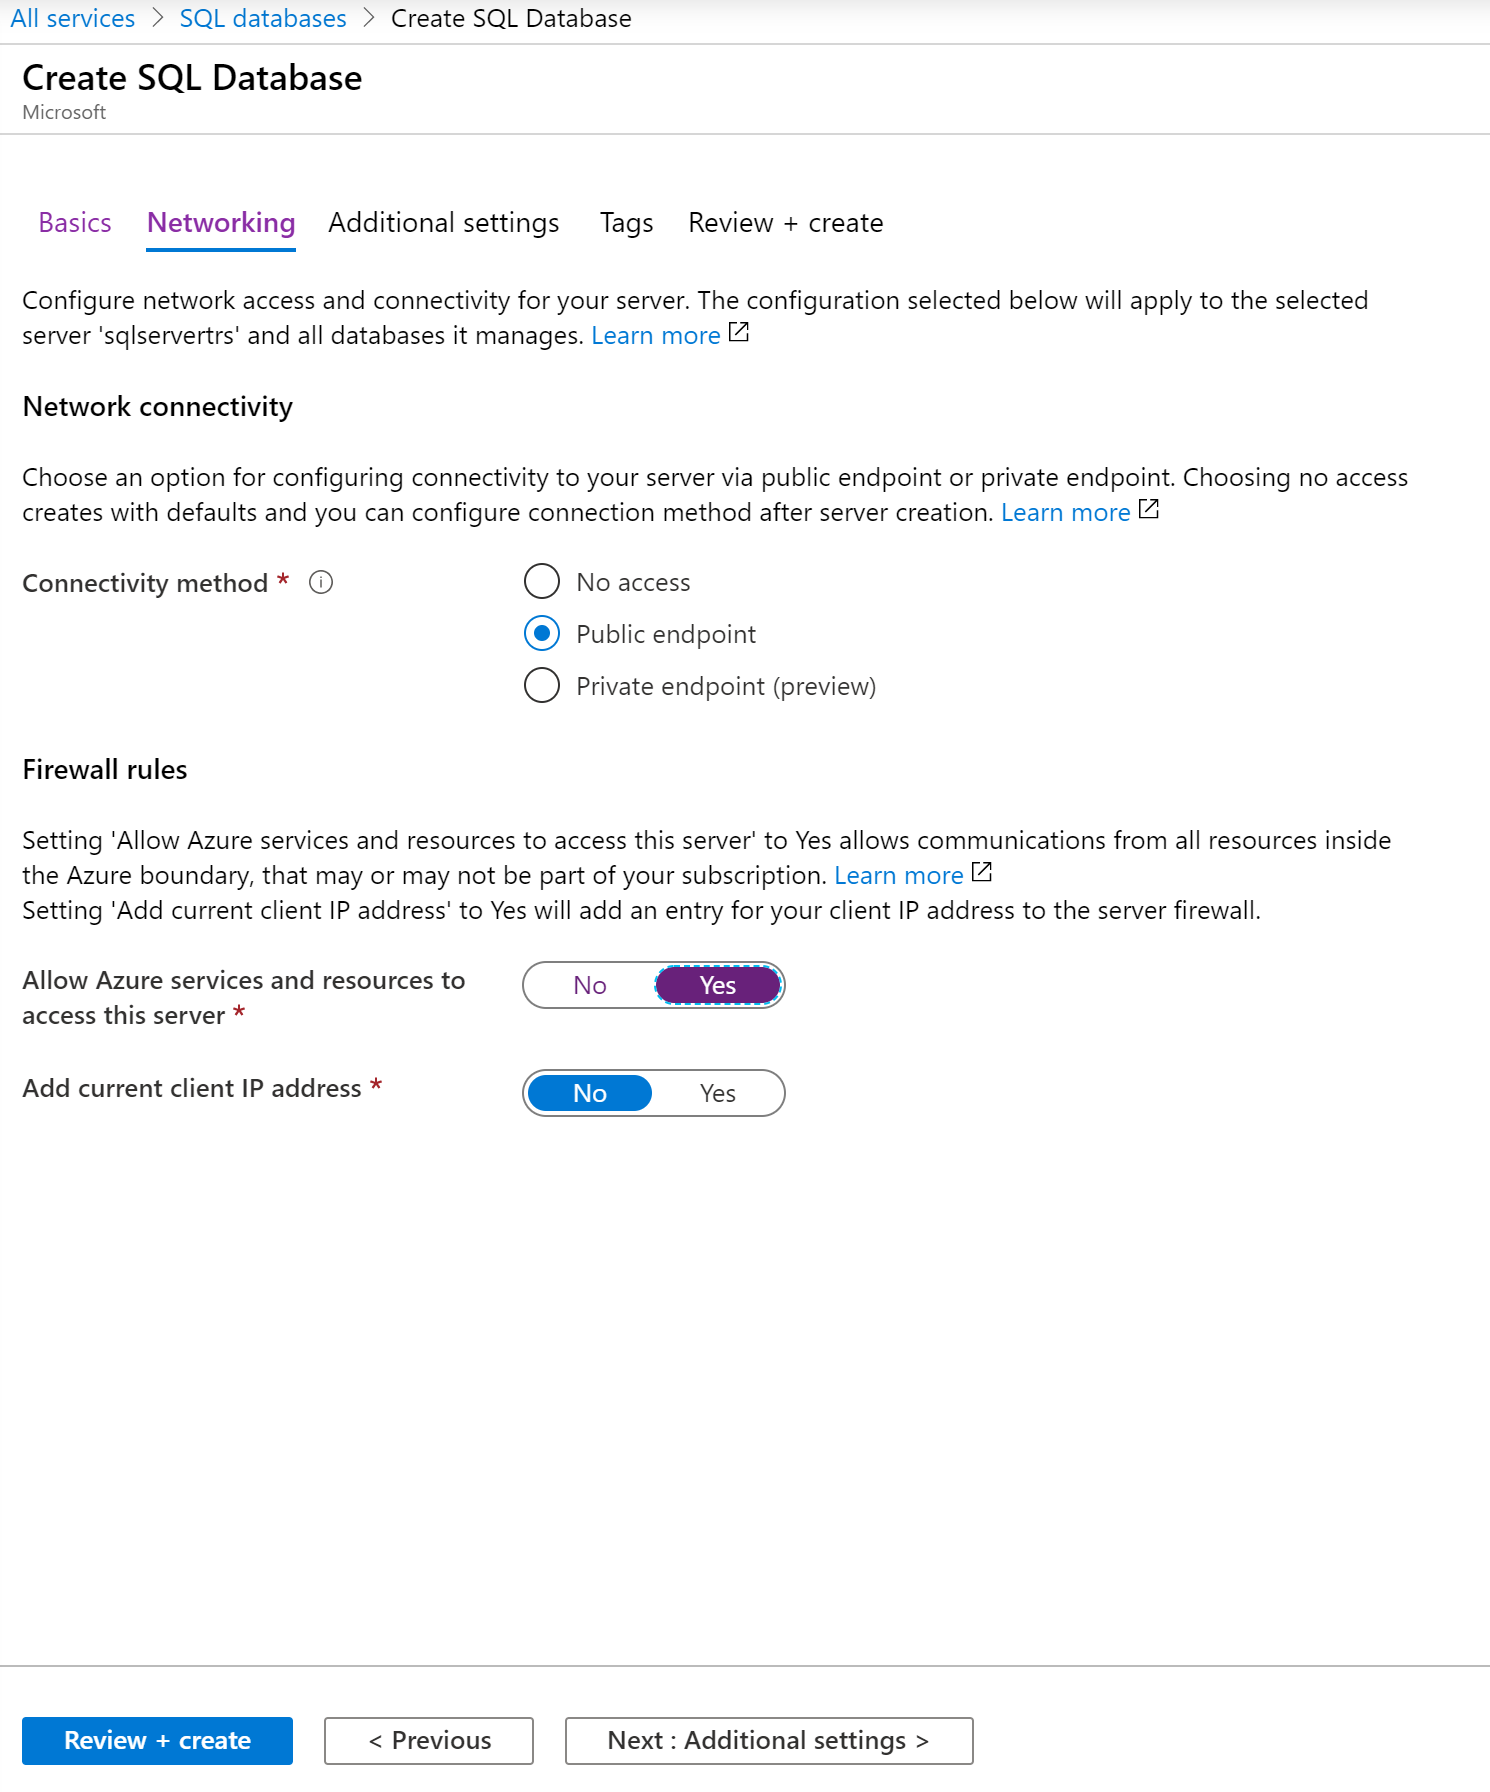 All services > SQL databases > Create SQL Database
Create SQL Database
Microsoft
Basics Networking Additional settings Tags Review + create
Configure network access and connectivity for your server. The configuration selected below will apply to the selected
server 'sqlservertrs' and all databases it manages. Learn more
Network connectivity
Choose an option for configuring connectivity to your server via public endpoint or private endpoint. Choosing no access
creates with defaults and you can configure connection method after server creation. Learn more
Connectivity method *
No access
Public endpoint
Private endpoint (preview)
Firewall rules
Setting 'Allow Azure services and resources to access this server' to Yes allows communications from all resources inside
the Azure boundary, that may or may not be part of your subscription. Learn more
Setting 'Add current client IP address' to Yes will add an entry for your client IP address to the server firewall.
Allow Azure services and resources to
access this server *
No Yes
Add current client IP address *
No Yes
Review + create < Previous Next : Additional settings >